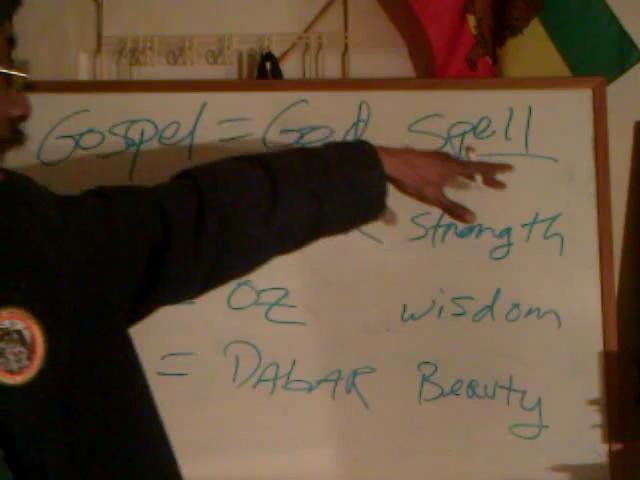 Gospel = God Spell
Strength
= OZ wisdom
= DAbAR Beauty